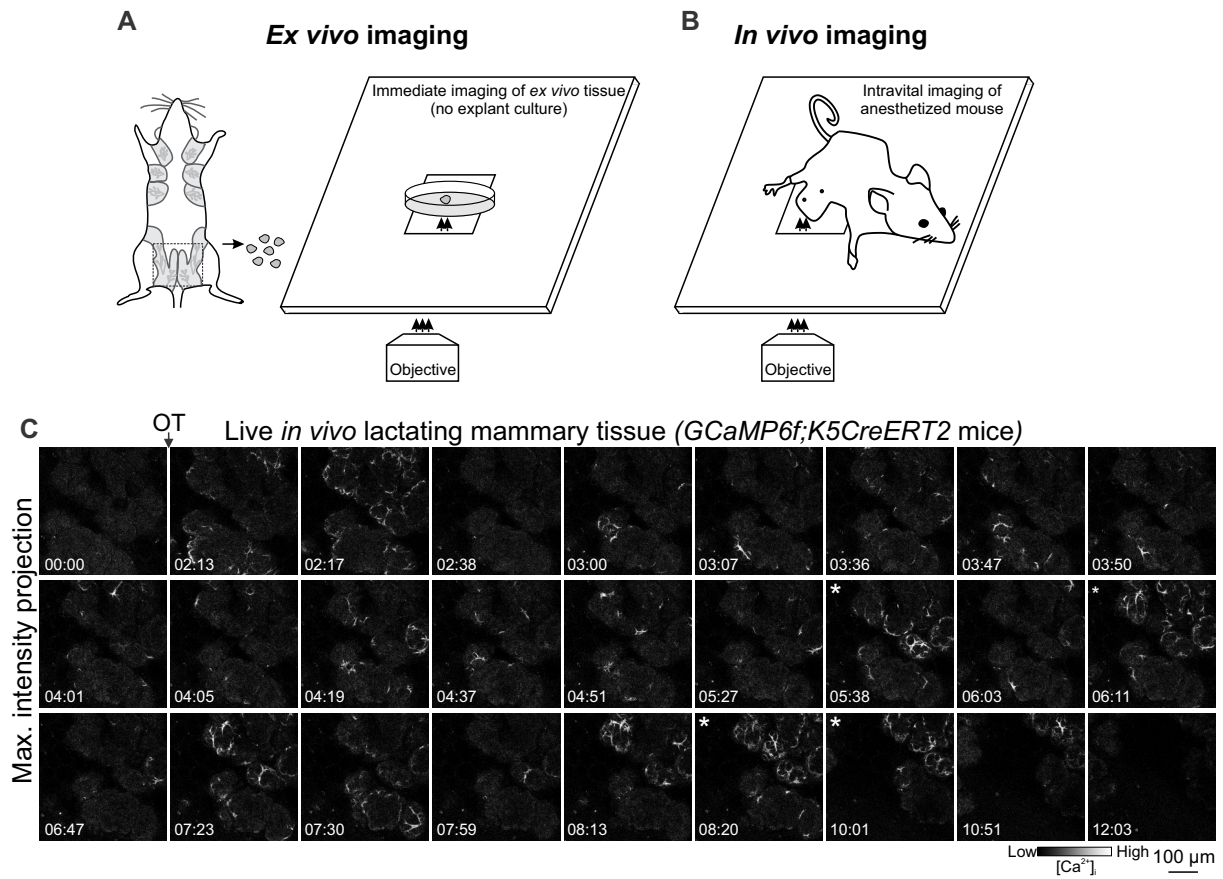 A
Ex vivo imaging
Immediate imaging of ex vivo tissue
(no explant culture)
Objective
B
In vivo imaging
Intravital imaging of
anesthetized mouse
Objective
C
OT
Live in vivo lactating mammary tissue (GCaMP6f;K5CreERT2 mice)
Max. intensity projection
00:00 02:13 02:17 02:38 03:00 03:07 03:36 03:47 03:50
* *
04:01 04:05 04:19 04:37 04:51 05:27 05:38 06:03 06:11
* *
06:47 07:23 07:30 07:59 08:13 08:20 10:01 10:51 12:03
Low High
[Ca²⁺]ᵢ
100 µm